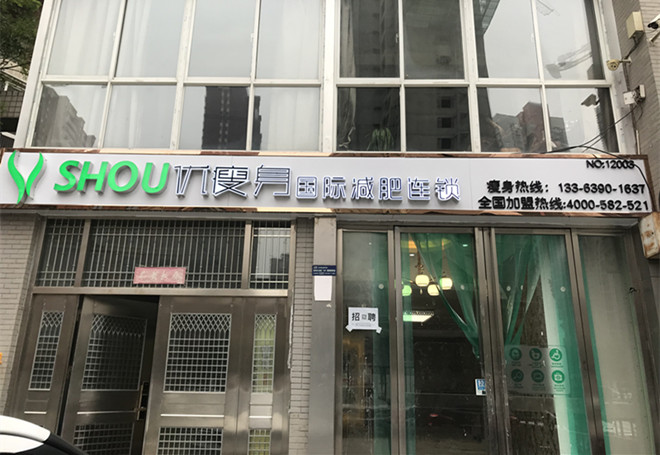 NO:12003
SHOU优瘦身国际减肥连锁
瘦身热线：133-6390-1637
全国加盟热线:4000-582-521
招聘